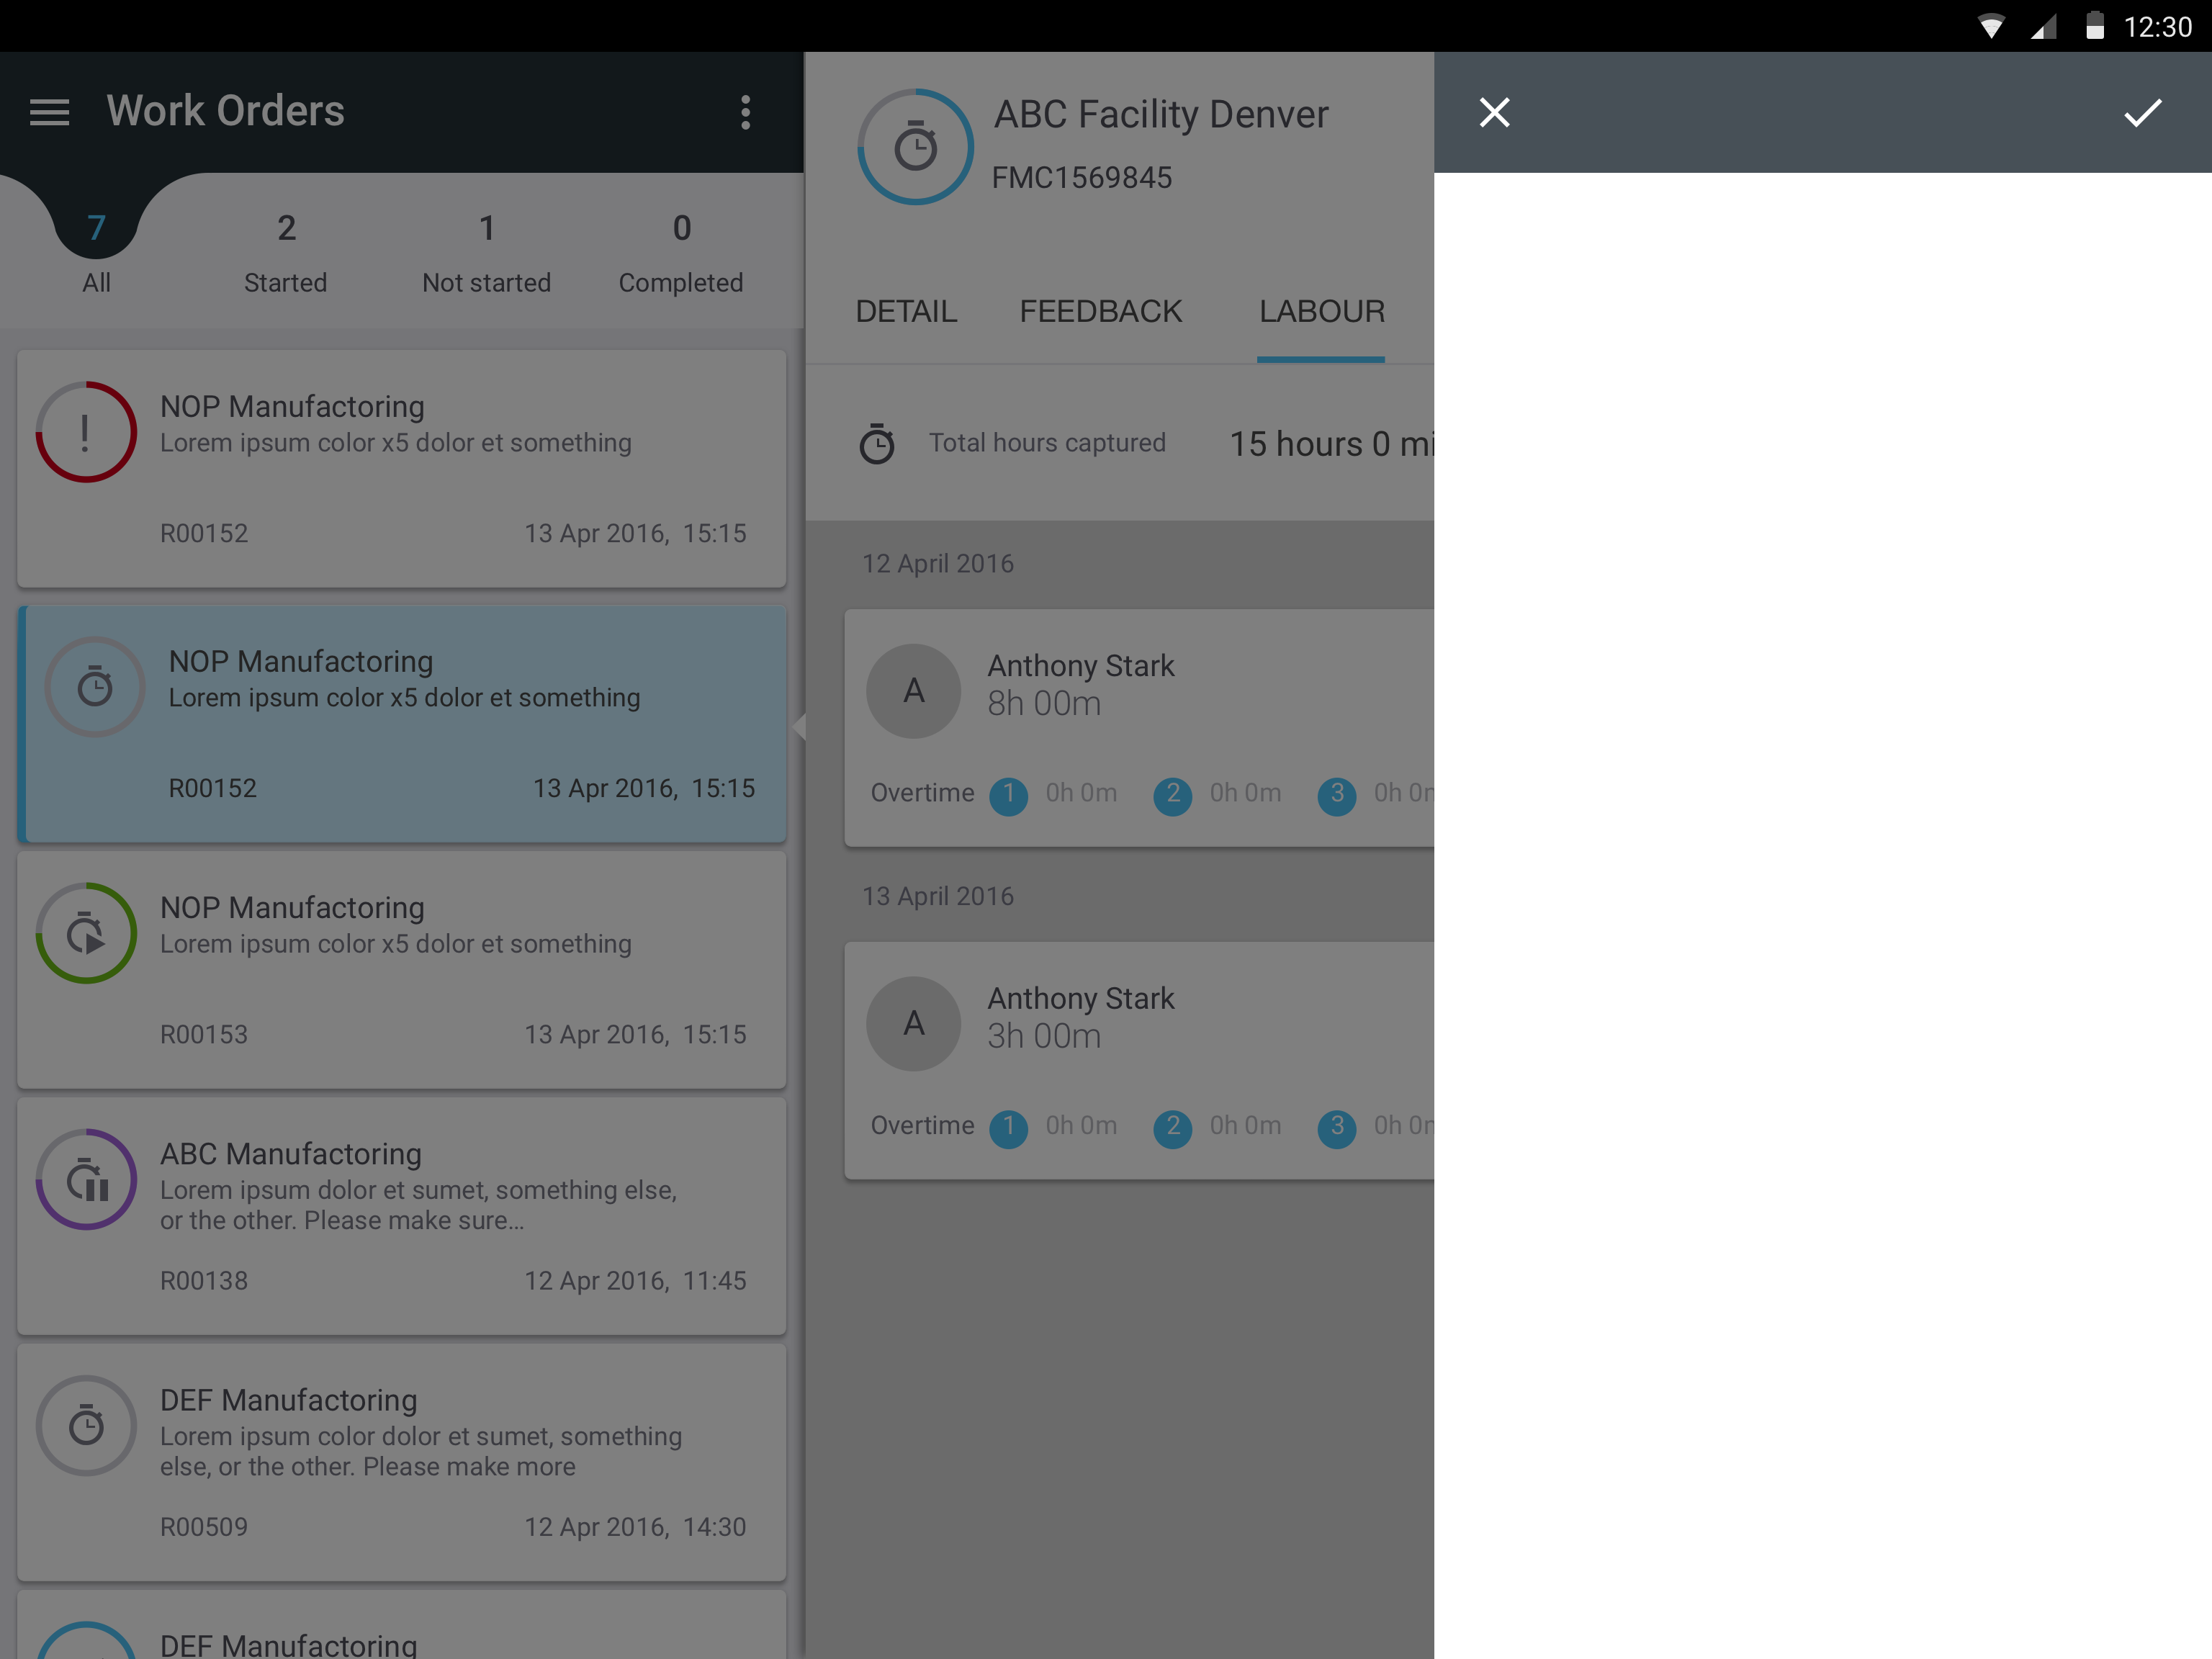 12:30
Work Orders
7
All
2
Started
1
Not started
0
Completed
NOP Manufactoring
Lorem ipsum color x5 dolor et something
R00152
13 Apr 2016, 15:15
NOP Manufactoring
Lorem ipsum color x5 dolor et something
R00152
13 Apr 2016, 15:15
NOP Manufactoring
Lorem ipsum color x5 dolor et something
R00153
13 Apr 2016, 15:15
ABC Manufactoring
Lorem ipsum dolor et sumet, something else,
or the other. Please make sure...
R00138
12 Apr 2016, 11:45
DEF Manufactoring
Lorem ipsum color dolor et sumet, something
else, or the other. Please make more
R00509
12 Apr 2016, 14:30
DEF Manufactoring
ABC Facility Denver
FMC1569845
DETAIL
FEEDBACK
LABOUR
Total hours captured
15 hours 0 mi
12 April 2016
A
Anthony Stark
8h 00m
Overtime 1 0h 0m 2 0h 0m 3 0h 0
13 April 2016
A
Anthony Stark
3h 00m
Overtime 1 0h 0m 2 0h 0m 3 0h 0